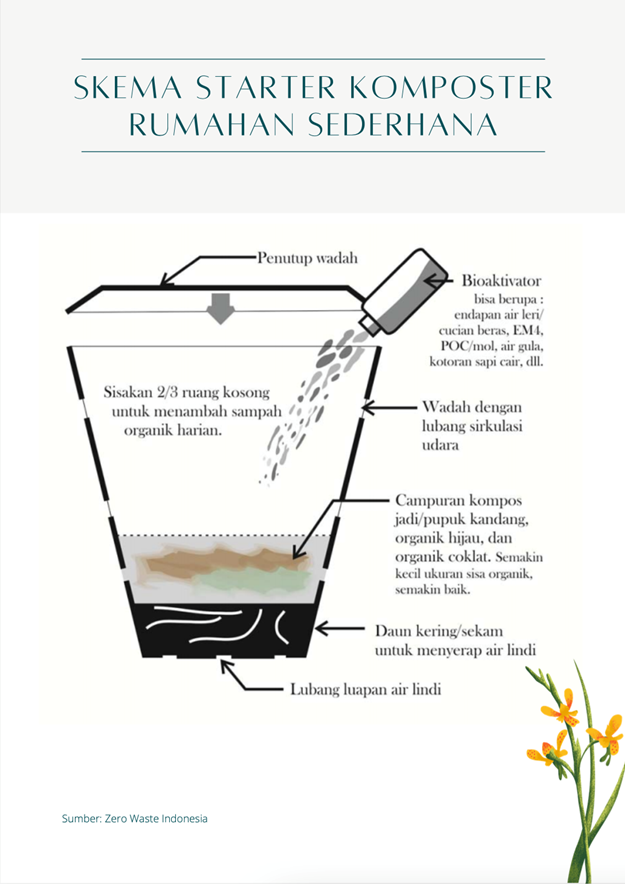 SKEMA STARTER KOMPOSTER
RUMAHAN SEDERHANA
Penutup wadah
Bioaktivator
bisa berupa :
endapan air leri/
cucian beras, EM4,
POC/mol, air gula,
kotoran sapi cair, dll.
Sisakan 2/3 ruang kosong
untuk menambah sampah
organik harian.
Wadah dengan
lubang sirkulasi
udara
Campuran kompos
jadi/pupuk kandang,
organik hijau, dan
organik coklat. Semakin
kecil ukuran sisa organik,
semakin baik.
Daun kering/sekam
untuk menyerap air lindi
Lubang luapan air lindi
Sumber: Zero Waste Indonesia